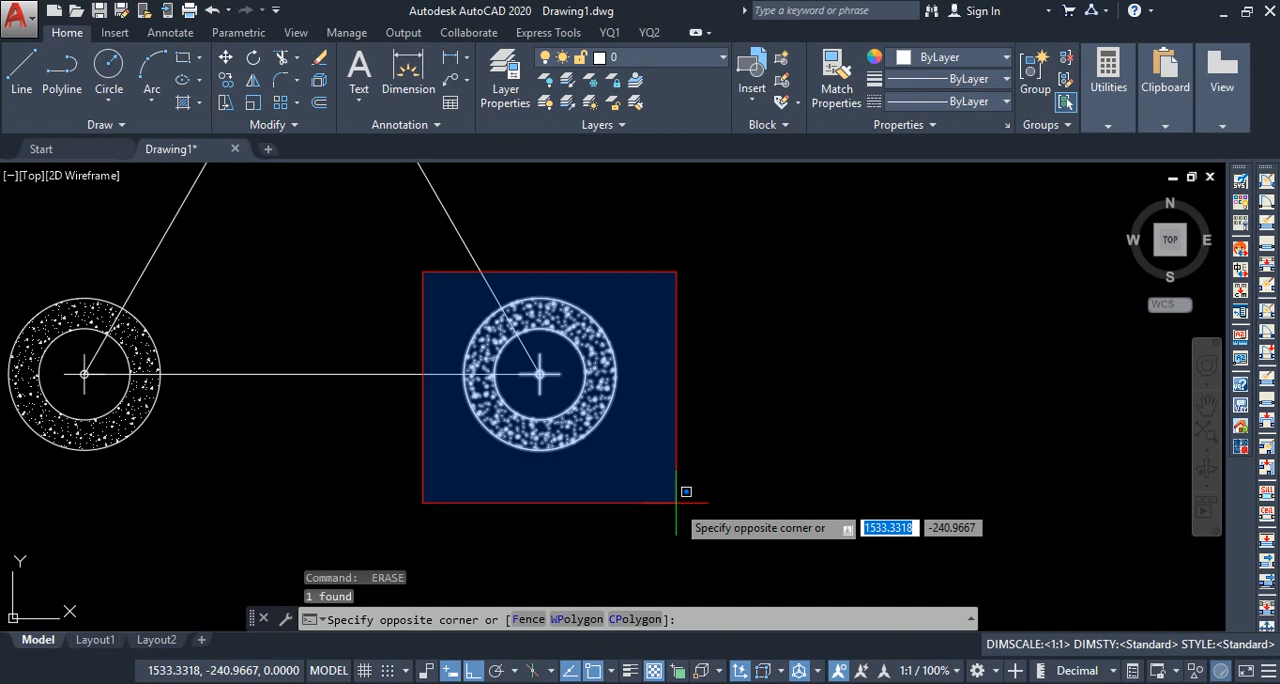 Autodesk AutoCAD 2020 Drawing1.dwg
Type a keyword or phrase
Sign In
Home Insert Annotate Parametric View Manage Output Collaborate Express Tools YQ1 YQ2
Line Polyline Circle Arc
Text Dimension
Layer Properties
0
Insert
Match Properties
ByLayer
ByLayer
ByLayer
Group
Utilities Clipboard View
Draw Modify Annotation Layers Block Properties Groups
Start Drawing1*
[−][Top][2D Wireframe]
N
W TOP E
S
WCS
Specify opposite corner or 1533.3318 -240.9667
Y
X
Command: ERASE
1 found
Specify opposite corner or [Fence WPolygon CPolygon]:
Model Layout1 Layout2 +
DIMSCALE:<1:1> DIMSTY:<Standard> STYLE:<Standard>
1533.3318, -240.9667, 0.0000 MODEL 1:1 / 100% Decimal